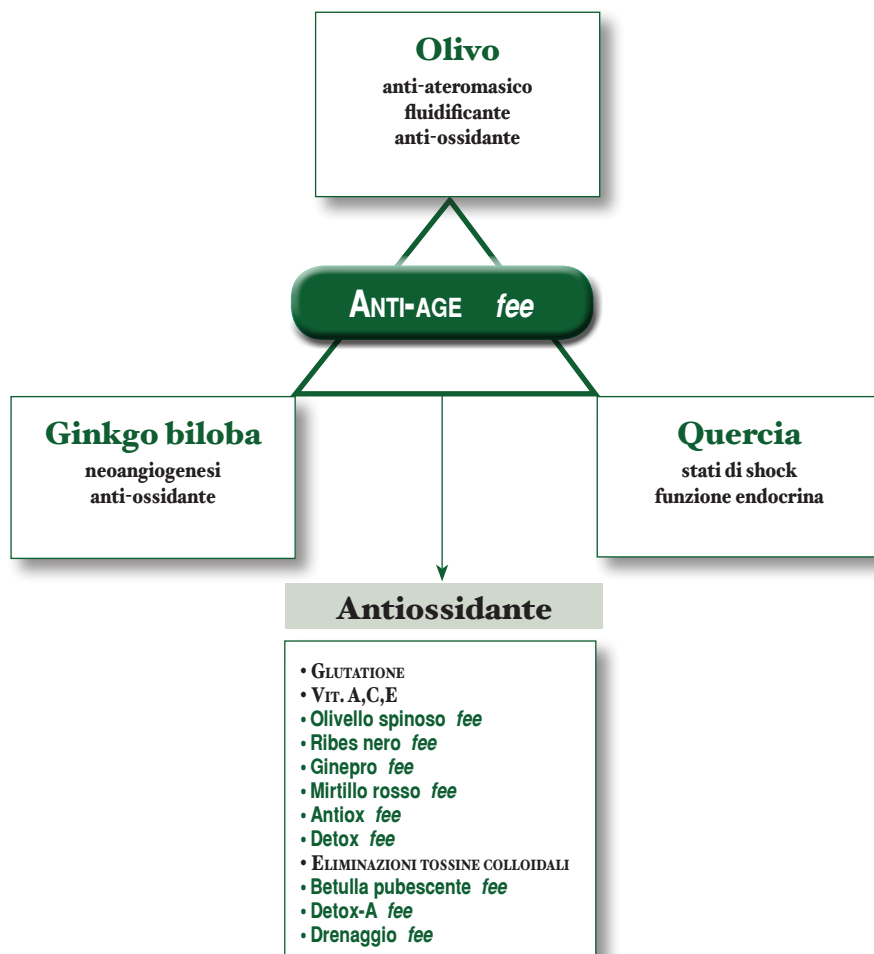 Olivo
anti-ateromasico
fluidificante
anti-ossidante
ANTI-AGE fee
Ginkgo biloba
neoangiogenesi
anti-ossidante
Quercia
stati di shock
funzione endocrina
Antiossidante
• GLUTATIONE
• VIT. A,C,E
• Olivello spinoso fee
• Ribes nero fee
• Ginepro fee
• Mirtillo rosso fee
• Antiox fee
• Detox fee
• ELIMINAZIONI TOSSINE COLLOIDALI
• Betulla pubescente fee
• Detox-A fee
• Drenaggio fee